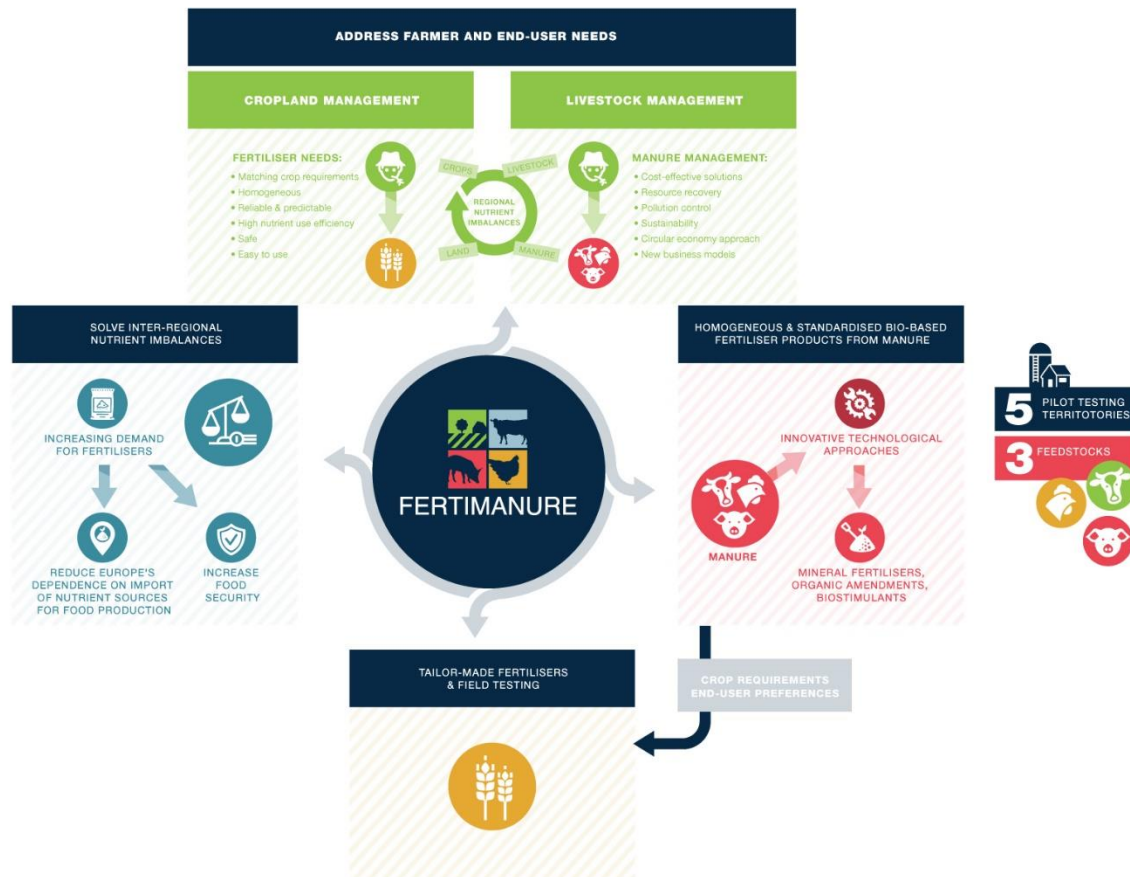 ADDRESS FARMER AND END-USER NEEDS
CROPLAND MANAGEMENT
LIVESTOCK MANAGEMENT
FERTILISER NEEDS:
• Matching crop requirements
• Homogeneous
• Reliable & predictable
• High nutrient use efficiency
• Safe
• Easy to use
CROPS
LIVESTOCK
REGIONAL
NUTRIENT
IMBALANCES
LAND
MANURE
MANURE MANAGEMENT:
• Cost-effective solutions
• Resource recovery
• Pollution control
• Sustainability
• Circular economy approach
• New business models
SOLVE INTER-REGIONAL
NUTRIENT IMBALANCES
INCREASING DEMAND
FOR FERTILISERS
REDUCE EUROPE'S
DEPENDENCE ON IMPORT
OF NUTRIENT SOURCES
FOR FOOD PRODUCTION
INCREASE
FOOD
SECURITY
FERTIMANURE
HOMOGENEOUS & STANDARDISED BIO-BASED
FERTILISER PRODUCTS FROM MANURE
INNOVATIVE TECHNOLOGICAL
APPROACHES
MANURE
MINERAL FERTILISERS,
ORGANIC AMENDMENTS,
BIOSTIMULANTS
5 PILOT TESTING
TERRITOTORIES
3 FEEDSTOCKS
TAILOR-MADE FERTILISERS
& FIELD TESTING
CROP REQUIREMENTS
END-USER PREFERENCES